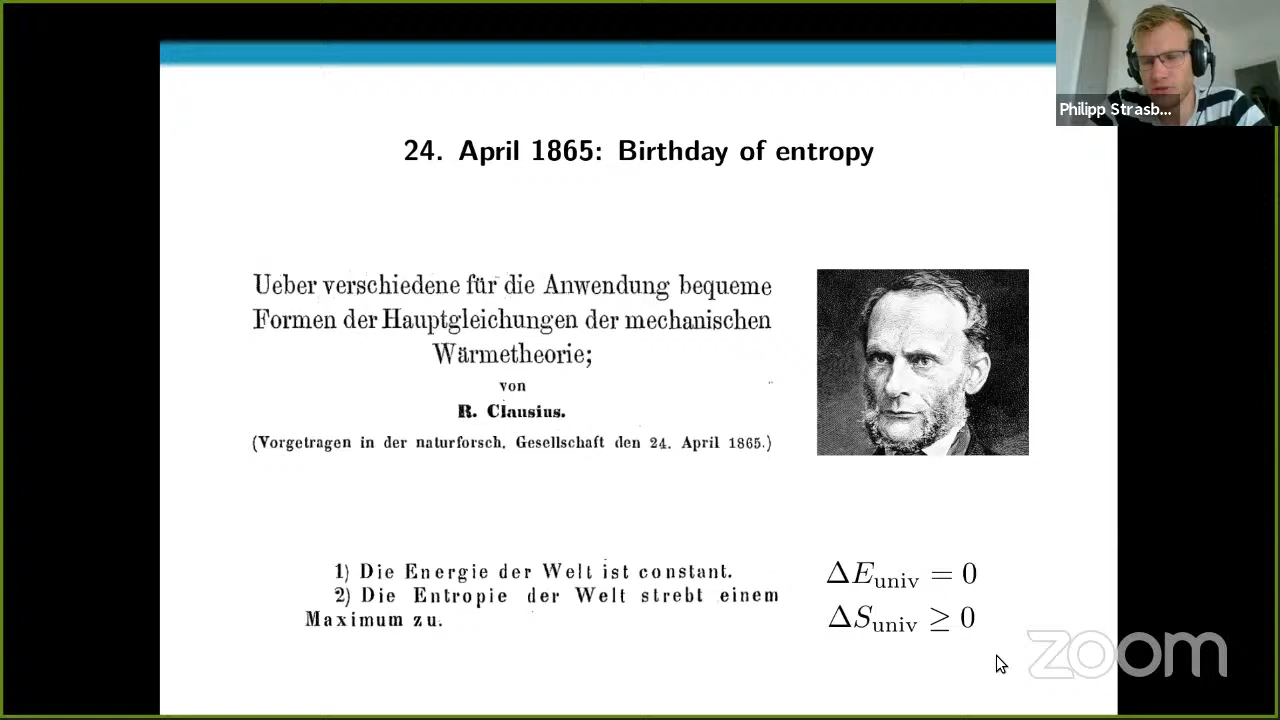 Philipp Strasb...
24. April 1865: Birthday of entropy
Ueber verschiedene für die Anwendung bequeme
Formen der Hauptgleichungen der mechanischen
Wärmetheorie;
von
R. Clausius.
(Vorgetragen in der naturforsch. Gesellschaft den 24. April 1865.)
1) Die Energie der Welt ist constant.
2) Die Entropie der Welt strebt einem
Maximum zu.
ΔE_univ = 0
ΔS_univ ≥ 0
zoom